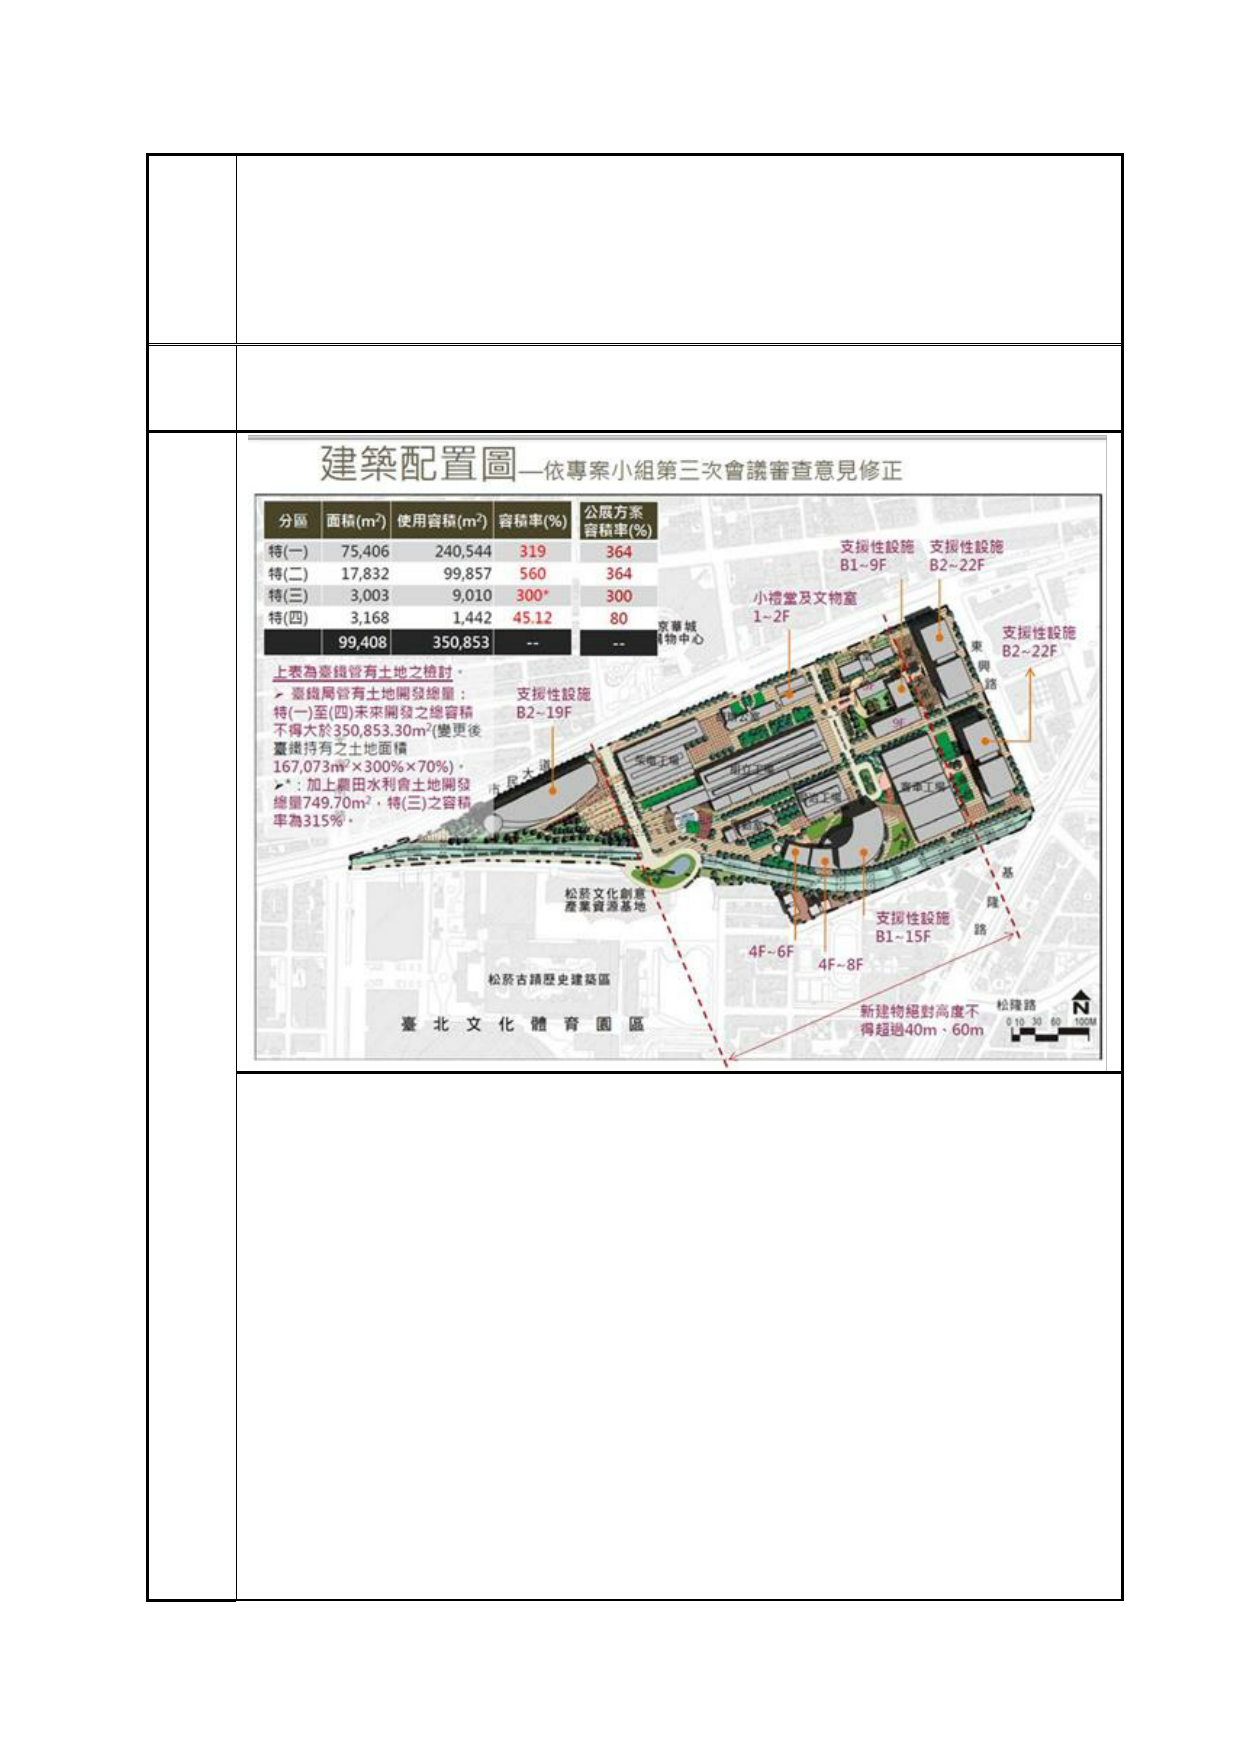 建築配置圖—依專案小組第三次會議審查意見修正
分區 面積(m²) 使用容積(m²) 容積率(%) 公展方案容積率(%)
特(一) 75,406 240,544 319 364
特(二) 17,832 99,857 560 364
特(三) 3,003 9,010 300* 300
特(四) 3,168 1,442 45.12 80
99,408 350,853 -- --
上表為臺鐵管有土地之檢討。
➢ 臺鐵局管有土地開發總量：
特(一)至(四)未來開發之總容積
不得大於350,853.30m²(變更後
臺鐵持有之土地面積
167,073m²×300%×70%)。
➢*：加上農田水利會土地開發
總量749.70m²，特(三)之容積
率為315%。
京華城
購物中心
支援性設施
B1~9F
支援性設施
B2~22F
小禮堂及文物室
1~2F
支援性設施
B2~22F
支援性設施
B2~19F
東興路
市民大道
9F
組立工場
客車工場
松菸文化創意
產業資源基地
基隆路
支援性設施
B1~15F
4F~6F
4F~8F
松菸古蹟歷史建築區
臺北文化體育園區
新建物絕對高度不
得超過40m、60m
松隆路
N
0 10 30 60 100M